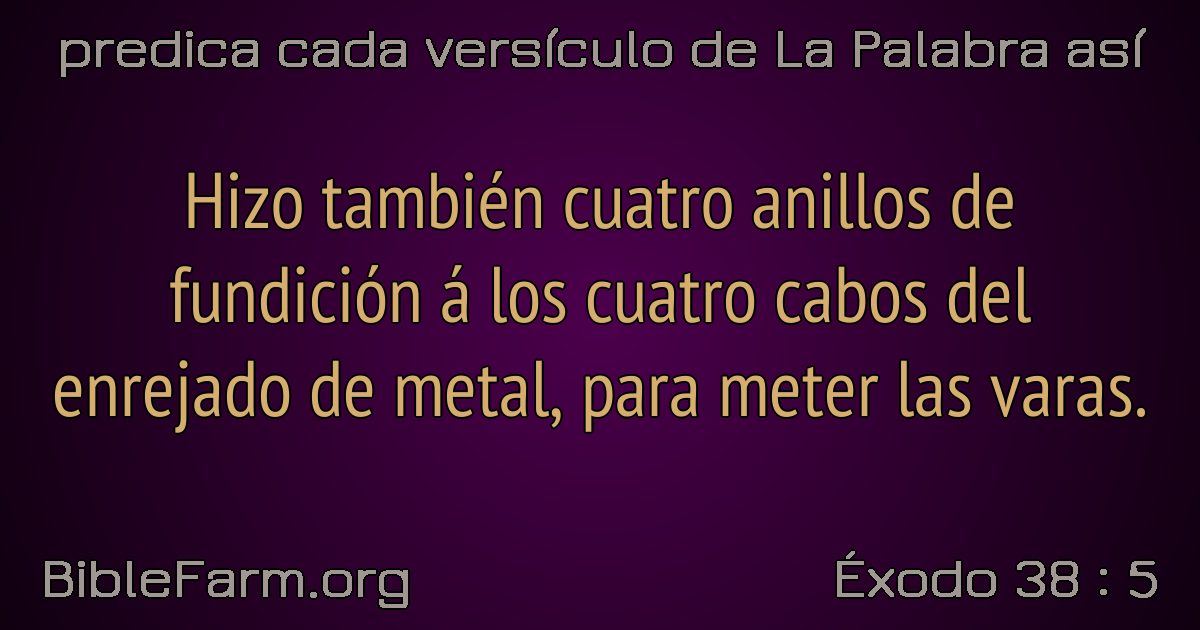 predica cada versículo de La Palabra así
Hizo también cuatro anillos de
fundición á los cuatro cabos del
enrejado de metal, para meter las varas.
BibleFarm.org
Éxodo 38 : 5